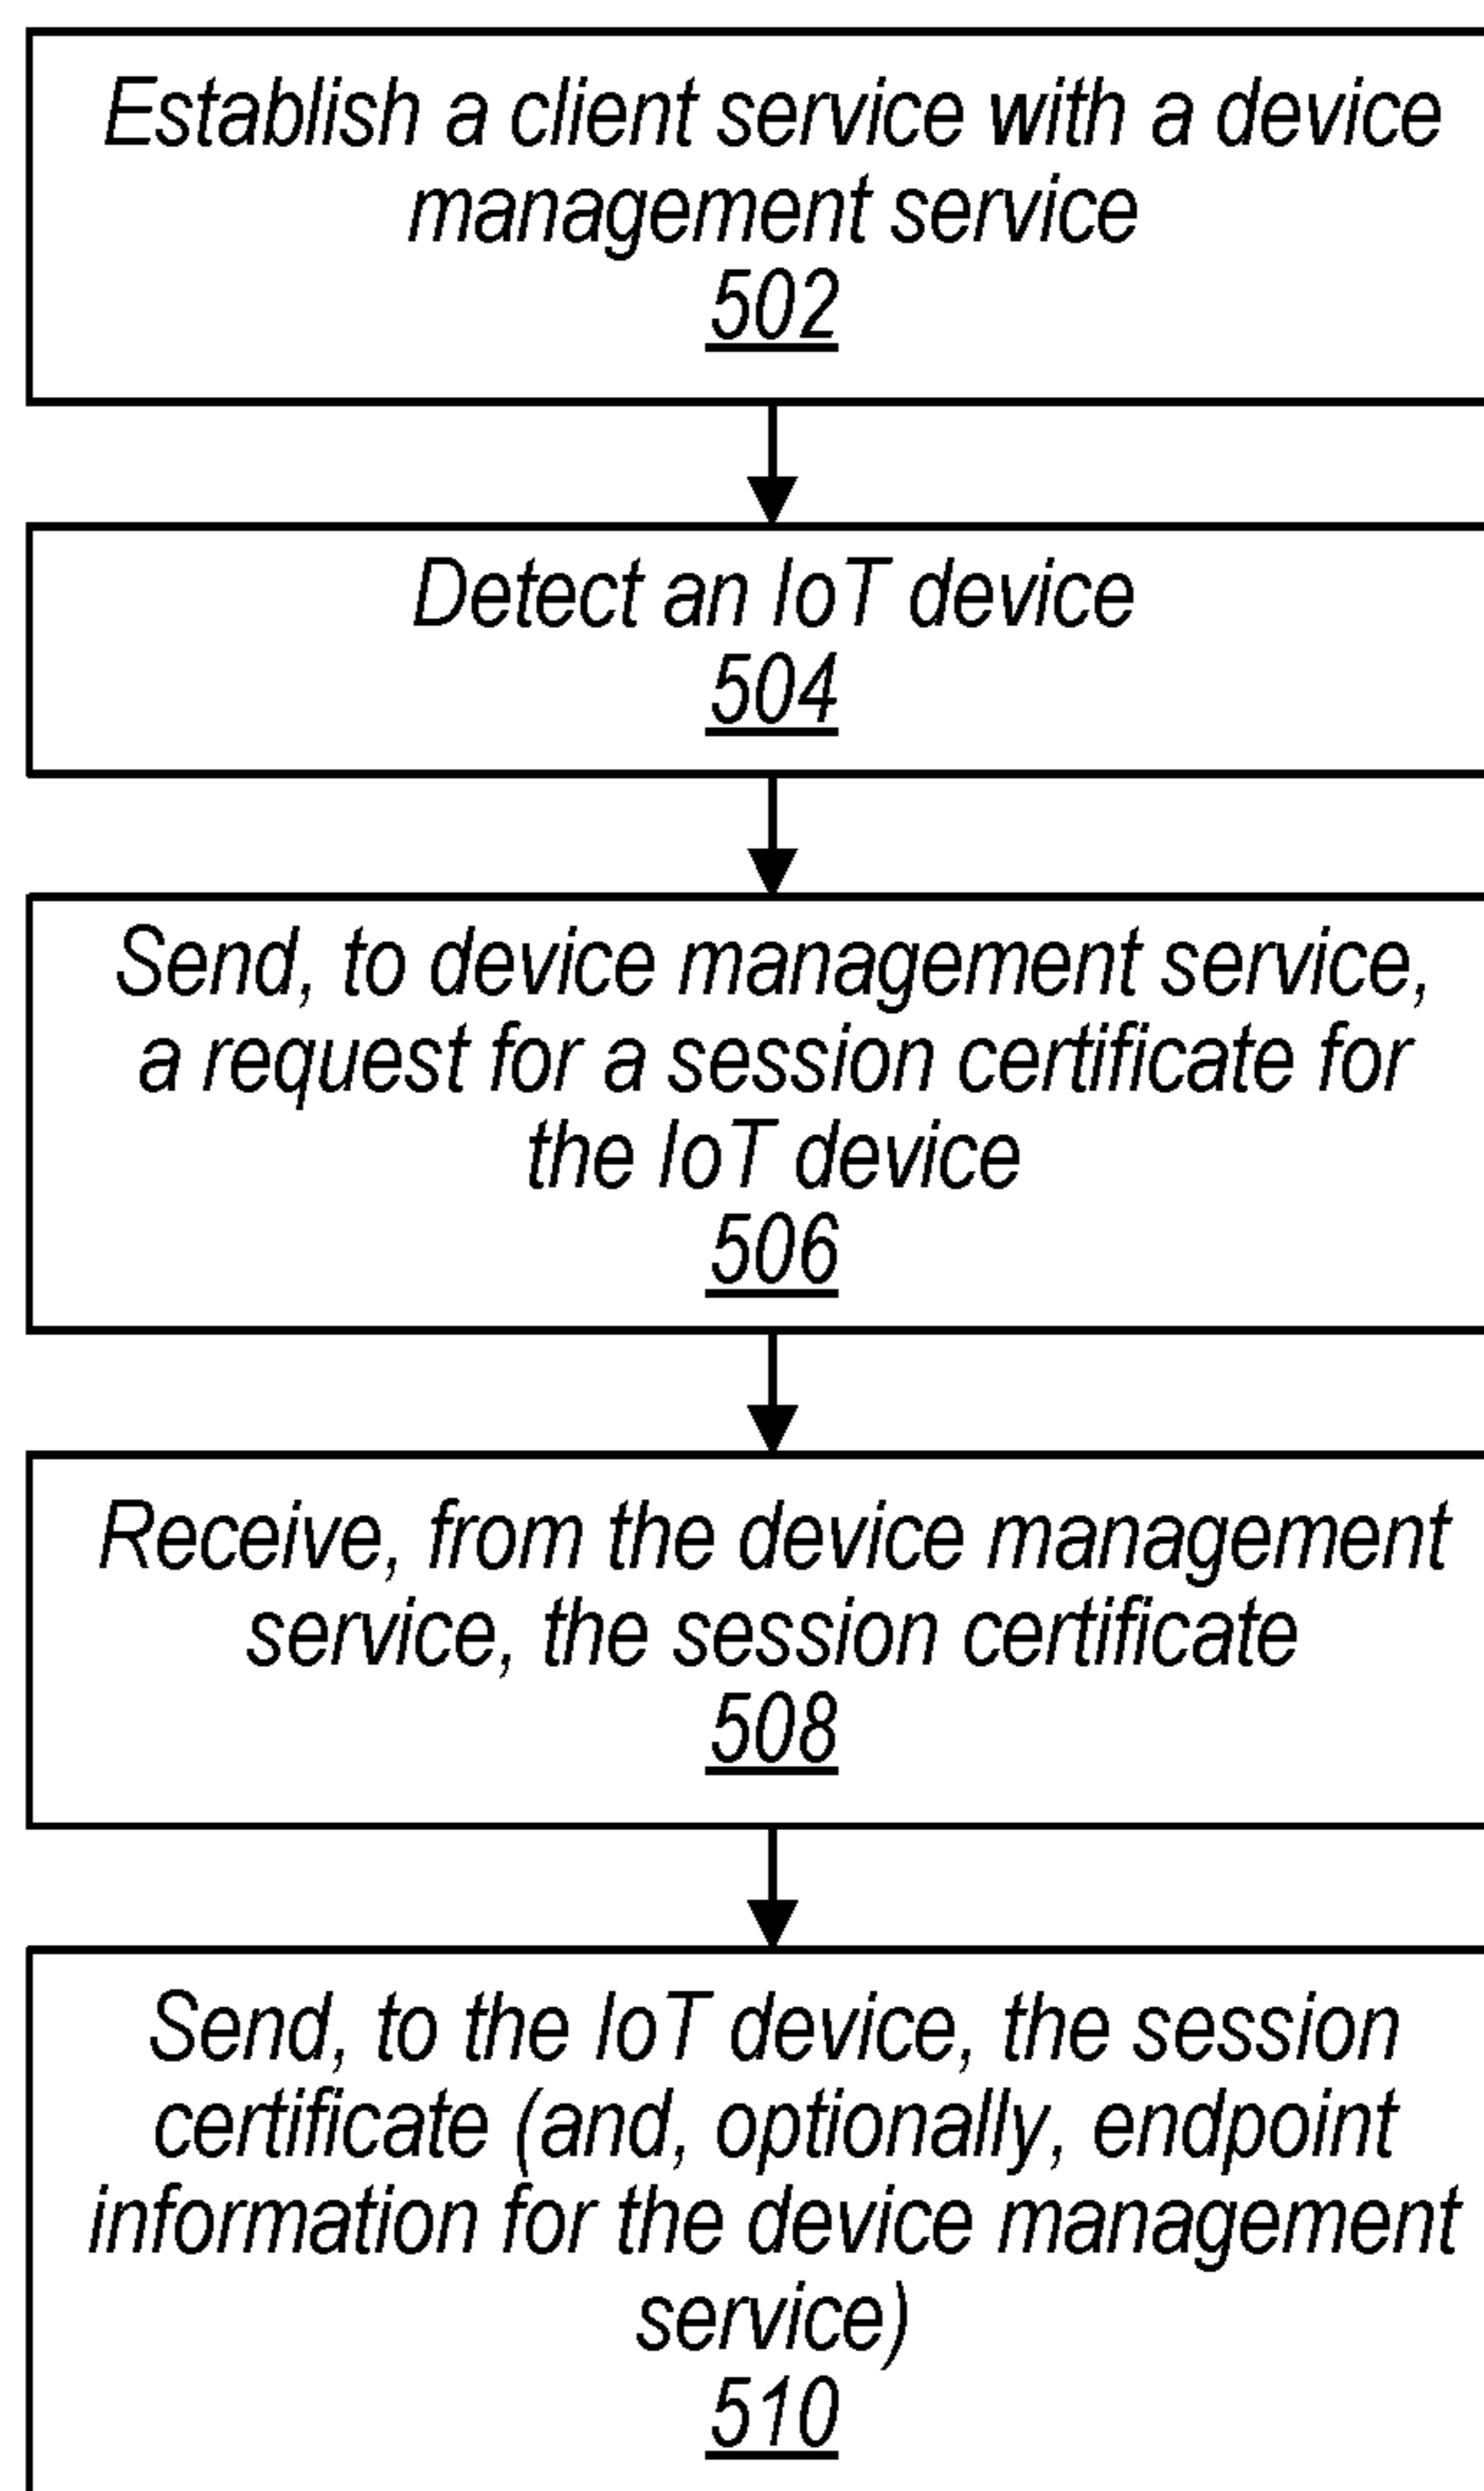 Establish a client service with a device
management service
502
Detect an IoT device
504
Send, to device management service,
a request for a session certificate for
the IoT device
506
Receive, from the device management
service, the session certificate
508
Send, to the IoT device, the session
certificate (and, optionally, endpoint
information for the device management
service)
510